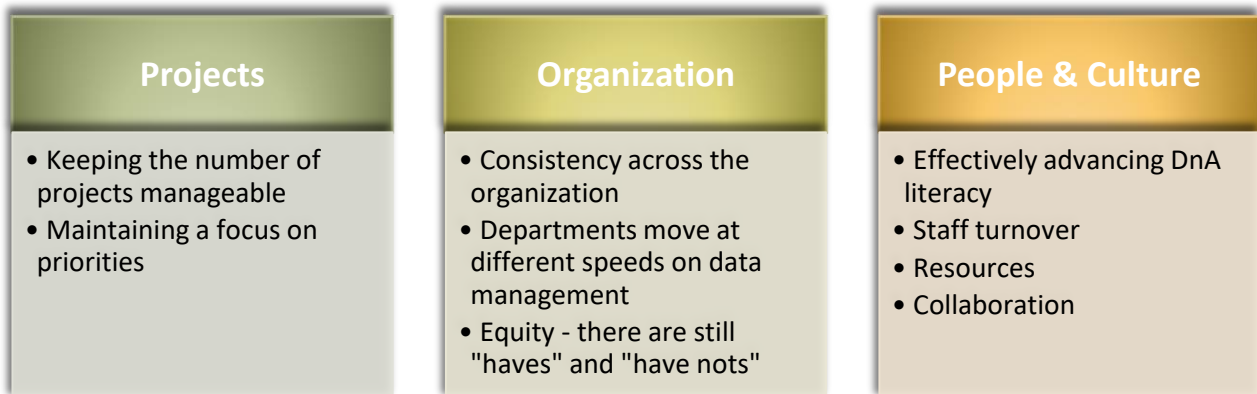 Projects
• Keeping the number of
projects manageable
• Maintaining a focus on
priorities
Organization
• Consistency across the
organization
• Departments move at
different speeds on data
management
• Equity - there are still
"haves" and "have nots"
People & Culture
• Effectively advancing DnA
literacy
• Staff turnover
• Resources
• Collaboration